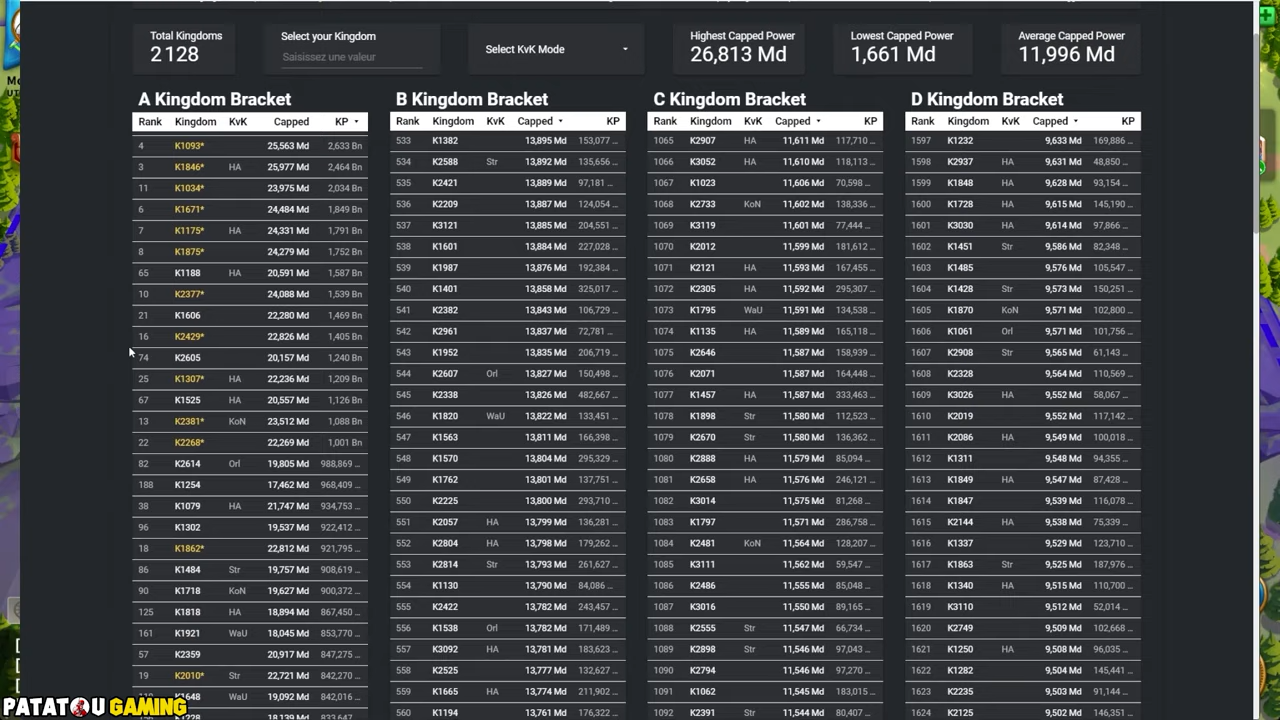 Total Kingdoms
2 128
Select your Kingdom
Saisissez une valeur
Select KvK Mode
Highest Capped Power
26,813 Md
Lowest Capped Power
1,661 Md
Average Capped Power
11,996 Md
A Kingdom Bracket
Rank Kingdom KvK Capped KP
4 K1093* 25,563 Md 2,633 Bn
3 K1846* HA 25,977 Md 2,464 Bn
11 K1034* 23,975 Md 2,034 Bn
6 K1671* 24,484 Md 1,849 Bn
7 K1175* HA 24,331 Md 1,791 Bn
8 K1875* 24,279 Md 1,752 Bn
65 K1188 HA 20,591 Md 1,587 Bn
10 K2377* 24,088 Md 1,539 Bn
21 K1606 22,280 Md 1,469 Bn
16 K2429* 22,826 Md 1,405 Bn
74 K2605 20,157 Md 1,240 Bn
25 K1307* HA 22,236 Md 1,209 Bn
67 K1525 HA 20,557 Md 1,126 Bn
13 K2381* KoN 23,512 Md 1,088 Bn
22 K2268* 22,269 Md 1,001 Bn
82 K2614 Orl 19,805 Md 988,869 ...
188 K1254 17,462 Md 968,409 ...
38 K1079 HA 21,747 Md 934,753 ...
96 K1302 19,537 Md 922,412 ...
18 K1862* 22,812 Md 921,795 ...
86 K1484 Str 19,757 Md 908,619 ...
90 K1718 KoN 19,627 Md 900,372 ...
125 K1818 HA 18,894 Md 867,450 ...
161 K1921 WaU 18,045 Md 853,770 ...
57 K2359 20,917 Md 847,275 ...
19 K2010* Str 22,721 Md 842,270 ...
K1648 WaU 19,092 Md 842,016 ...
K1228 18,139 Md 833,647
B Kingdom Bracket
Rank Kingdom KvK Capped KP
533 K1382 13,895 Md 153,077 ...
534 K2588 Str 13,892 Md 135,656 ...
535 K2421 13,889 Md 97,181 ...
536 K2209 13,887 Md 124,054 ...
537 K3121 13,885 Md 204,551 ...
538 K1601 13,884 Md 227,028 ...
539 K1987 13,876 Md 192,384 ...
540 K1401 13,858 Md 325,017 ...
541 K2382 13,843 Md 106,729 ...
542 K2961 13,837 Md 72,781 ...
543 K1952 13,835 Md 206,719 ...
544 K2607 Orl 13,827 Md 150,498 ...
545 K2338 13,826 Md 482,667 ...
546 K1820 WaU 13,822 Md 133,451 ...
547 K1563 13,811 Md 166,398 ...
548 K1570 13,804 Md 295,329 ...
549 K1762 13,801 Md 137,751 ...
550 K2225 13,800 Md 293,710 ...
551 K2057 HA 13,799 Md 136,281 ...
552 K2804 HA 13,798 Md 179,262 ...
553 K2814 Str 13,793 Md 261,627 ...
554 K1130 13,790 Md 84,086 ...
555 K2422 13,782 Md 243,457 ...
556 K1538 Orl 13,782 Md 171,489 ...
557 K3092 HA 13,781 Md 183,623 ...
558 K2525 13,777 Md 132,627 ...
559 K1665 HA 13,774 Md 211,902 ...
560 K1194 13,761 Md 176,322 ...
C Kingdom Bracket
Rank Kingdom KvK Capped KP
1065 K2907 HA 11,611 Md 117,710 ...
1066 K3052 HA 11,610 Md 118,113 ...
1067 K1023 11,606 Md 70,598 ...
1068 K2733 KoN 11,602 Md 138,336 ...
1069 K3119 11,601 Md 77,444 ...
1070 K2012 11,599 Md 181,612 ...
1071 K2121 HA 11,593 Md 167,455 ...
1072 K2305 HA 11,592 Md 295,307 ...
1073 K1795 WaU 11,591 Md 134,538 ...
1074 K1135 HA 11,589 Md 165,118 ...
1075 K2646 11,587 Md 158,939 ...
1076 K2071 11,587 Md 164,448 ...
1077 K1457 HA 11,587 Md 333,463 ...
1078 K1898 Str 11,580 Md 112,523 ...
1079 K2670 Str 11,580 Md 136,362 ...
1080 K2888 HA 11,579 Md 85,094 ...
1081 K2658 HA 11,576 Md 246,121 ...
1082 K3014 11,575 Md 81,268 ...
1083 K1797 11,571 Md 286,758 ...
1084 K2481 KoN 11,564 Md 128,207 ...
1085 K3111 11,562 Md 59,547 ...
1086 K2486 11,555 Md 85,048 ...
1087 K3016 11,550 Md 89,165 ...
1088 K2555 Str 11,547 Md 66,734 ...
1089 K2898 Str 11,546 Md 97,043 ...
1090 K2794 11,546 Md 97,270 ...
1091 K1062 11,545 Md 183,015 ...
1092 K2391 Str 11,544 Md 80,407 ...
D Kingdom Bracket
Rank Kingdom KvK Capped KP
1597 K1232 9,633 Md 169,886 ...
1598 K2937 HA 9,631 Md 48,850 ...
1599 K1848 HA 9,628 Md 93,154 ...
1600 K1728 HA 9,615 Md 145,190 ...
1601 K3030 HA 9,614 Md 97,866 ...
1602 K1451 Str 9,586 Md 82,348 ...
1603 K1485 9,576 Md 105,547 ...
1604 K1428 Str 9,573 Md 150,251 ...
1605 K1870 KoN 9,571 Md 102,800 ...
1606 K1061 Orl 9,571 Md 101,756 ...
1607 K2908 Str 9,565 Md 61,143 ...
1608 K2328 9,564 Md 110,569 ...
1609 K3026 HA 9,552 Md 58,067 ...
1610 K2019 9,552 Md 117,142 ...
1611 K2086 HA 9,549 Md 100,018 ...
1612 K1311 9,548 Md 94,355 ...
1613 K1849 HA 9,547 Md 87,428 ...
1614 K1847 9,539 Md 116,078 ...
1615 K2144 HA 9,538 Md 75,339 ...
1616 K1337 9,529 Md 123,710 ...
1617 K1863 Str 9,525 Md 187,976 ...
1618 K1340 HA 9,515 Md 110,700 ...
1619 K3110 9,512 Md 52,014 ...
1620 K2749 9,509 Md 102,668 ...
1621 K1250 HA 9,508 Md 96,035 ...
1622 K1282 9,504 Md 145,441 ...
1623 K2235 9,503 Md 91,144 ...
1624 K2125 9,502 Md 146,351 ...
PATATOU GAMING